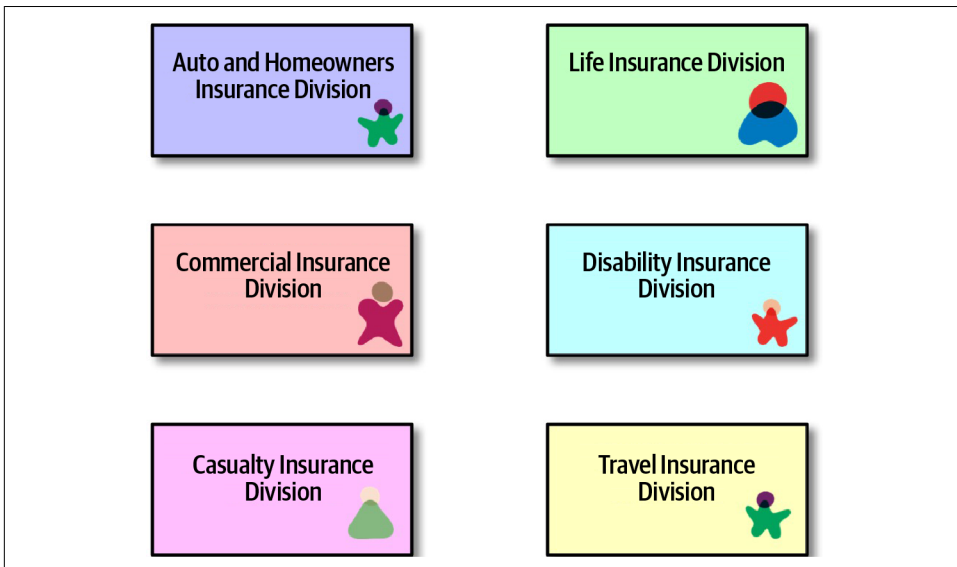 Auto and Homeowners
Insurance Division
Life Insurance Division
Commercial Insurance
Division
Disability Insurance
Division
Casualty Insurance
Division
Travel Insurance
Division